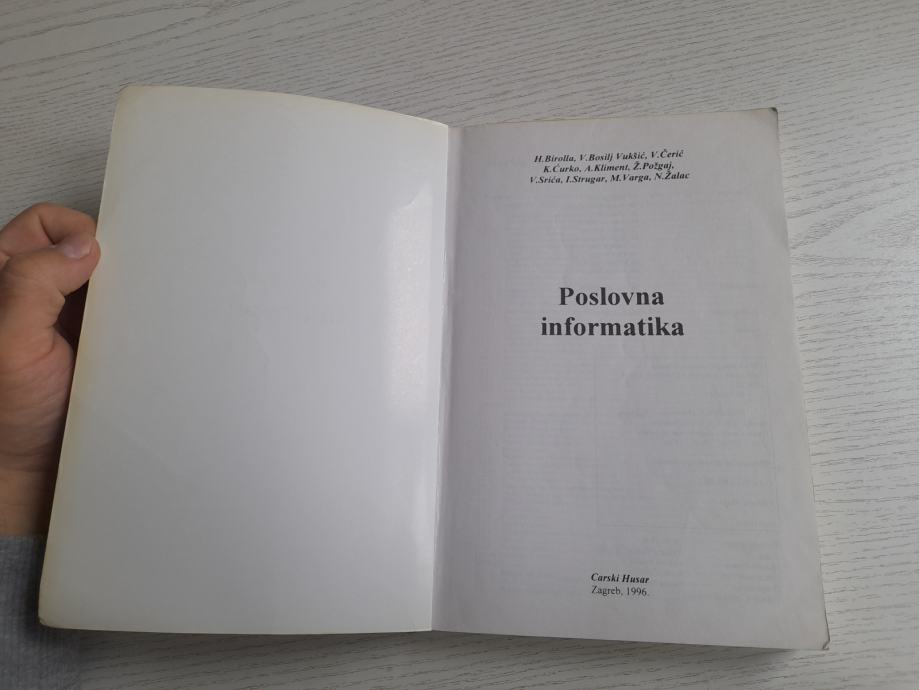 H.Birolla, V.Bosilj Vukšić, V.Čerić
K.Ćurko, A.Kliment, Ž.Požgaj,
V.Srića, I.Strugar, M.Varga, N.Žalac
Poslovna
informatika
Carski Husar
Zagreb, 1996.